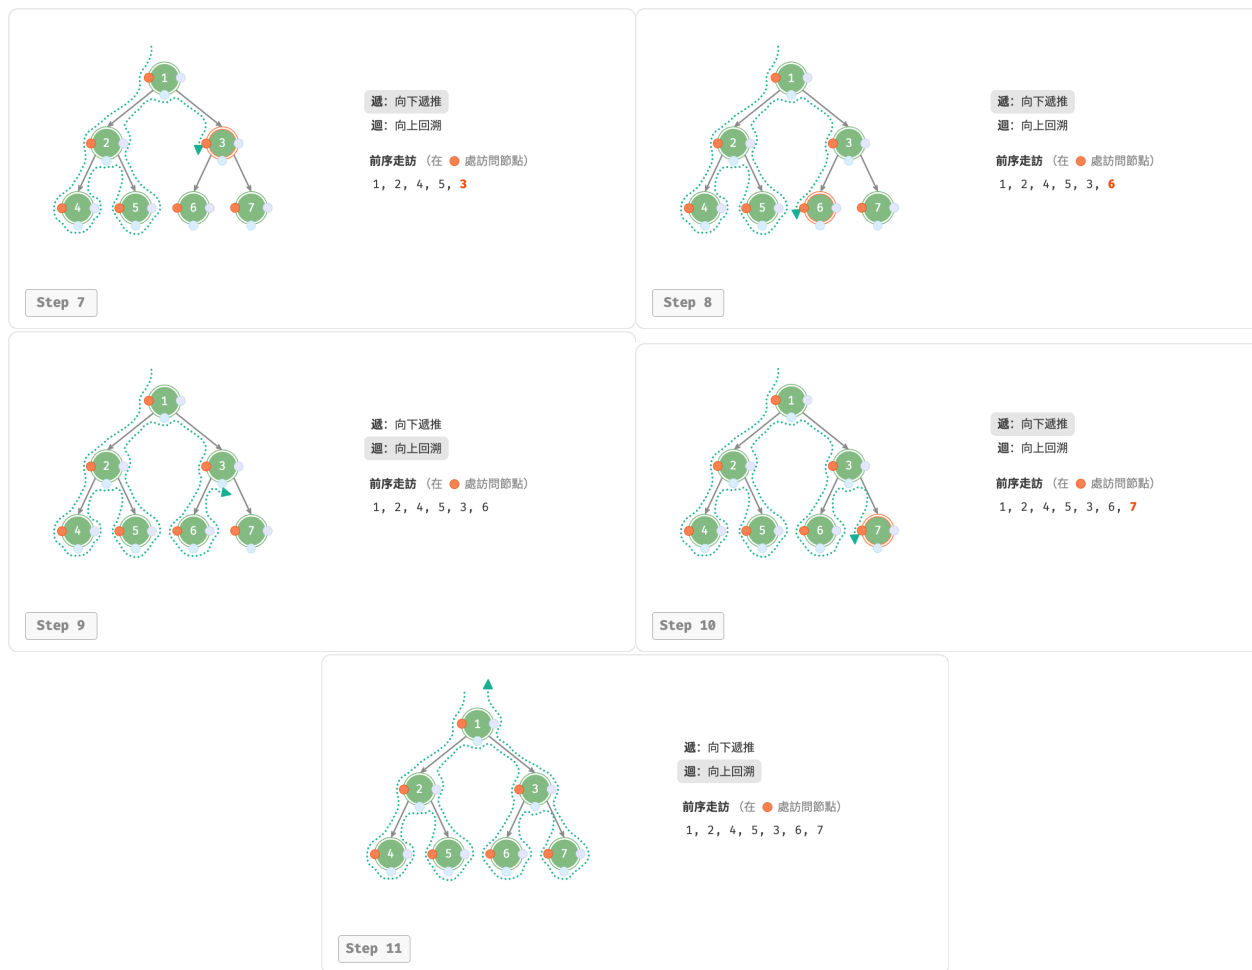 1
2
3
4
5
6
7
遞：向下遞推
迴：向上回溯
前序走訪 （在 處訪問節點）
1, 2, 4, 5, 3
Step 7
1
2
3
4
5
6
7
遞：向下遞推
迴：向上回溯
前序走訪 （在 處訪問節點）
1, 2, 4, 5, 3, 6
Step 8
1
2
3
4
5
6
7
遞：向下遞推
迴：向上回溯
前序走訪 （在 處訪問節點）
1, 2, 4, 5, 3, 6
Step 9
1
2
3
4
5
6
7
遞：向下遞推
迴：向上回溯
前序走訪 （在 處訪問節點）
1, 2, 4, 5, 3, 6, 7
Step 10
1
2
3
4
5
6
7
遞：向下遞推
迴：向上回溯
前序走訪 （在 處訪問節點）
1, 2, 4, 5, 3, 6, 7
Step 11